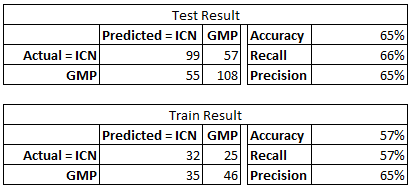 Test Result
Predicted = ICN GMP Accuracy 65%
Actual = ICN 99 57 Recall 66%
GMP 55 108 Precision 65%
Train Result
Predicted = ICN GMP Accuracy 57%
Actual = ICN 32 25 Recall 57%
GMP 35 46 Precision 65%